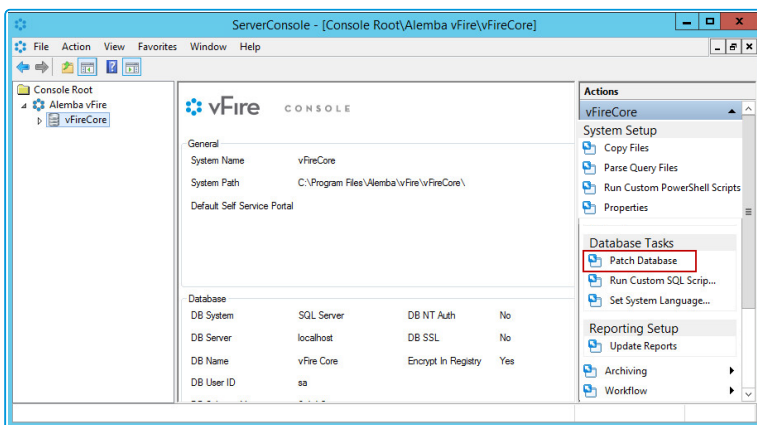 ServerConsole - [Console Root\Alemba vFire\vFireCore]
File Action View Favorites Window Help
Console Root
Alemba vFire
vFireCore
vFire CONSOLE
General
System Name vFireCore
System Path C:\Program Files\Alemba\vFire\vFireCore\
Default Self Service Portal
Database
DB System SQL Server DB NT Auth No
DB Server localhost DB SSL No
DB Name vFire Core Encrypt In Registry Yes
DB User ID sa
Actions
vFireCore
System Setup
Copy Files
Parse Query Files
Run Custom PowerShell Scripts
Properties
Database Tasks
Patch Database
Run Custom SQL Scrip...
Set System Language...
Reporting Setup
Update Reports
Archiving
Workflow